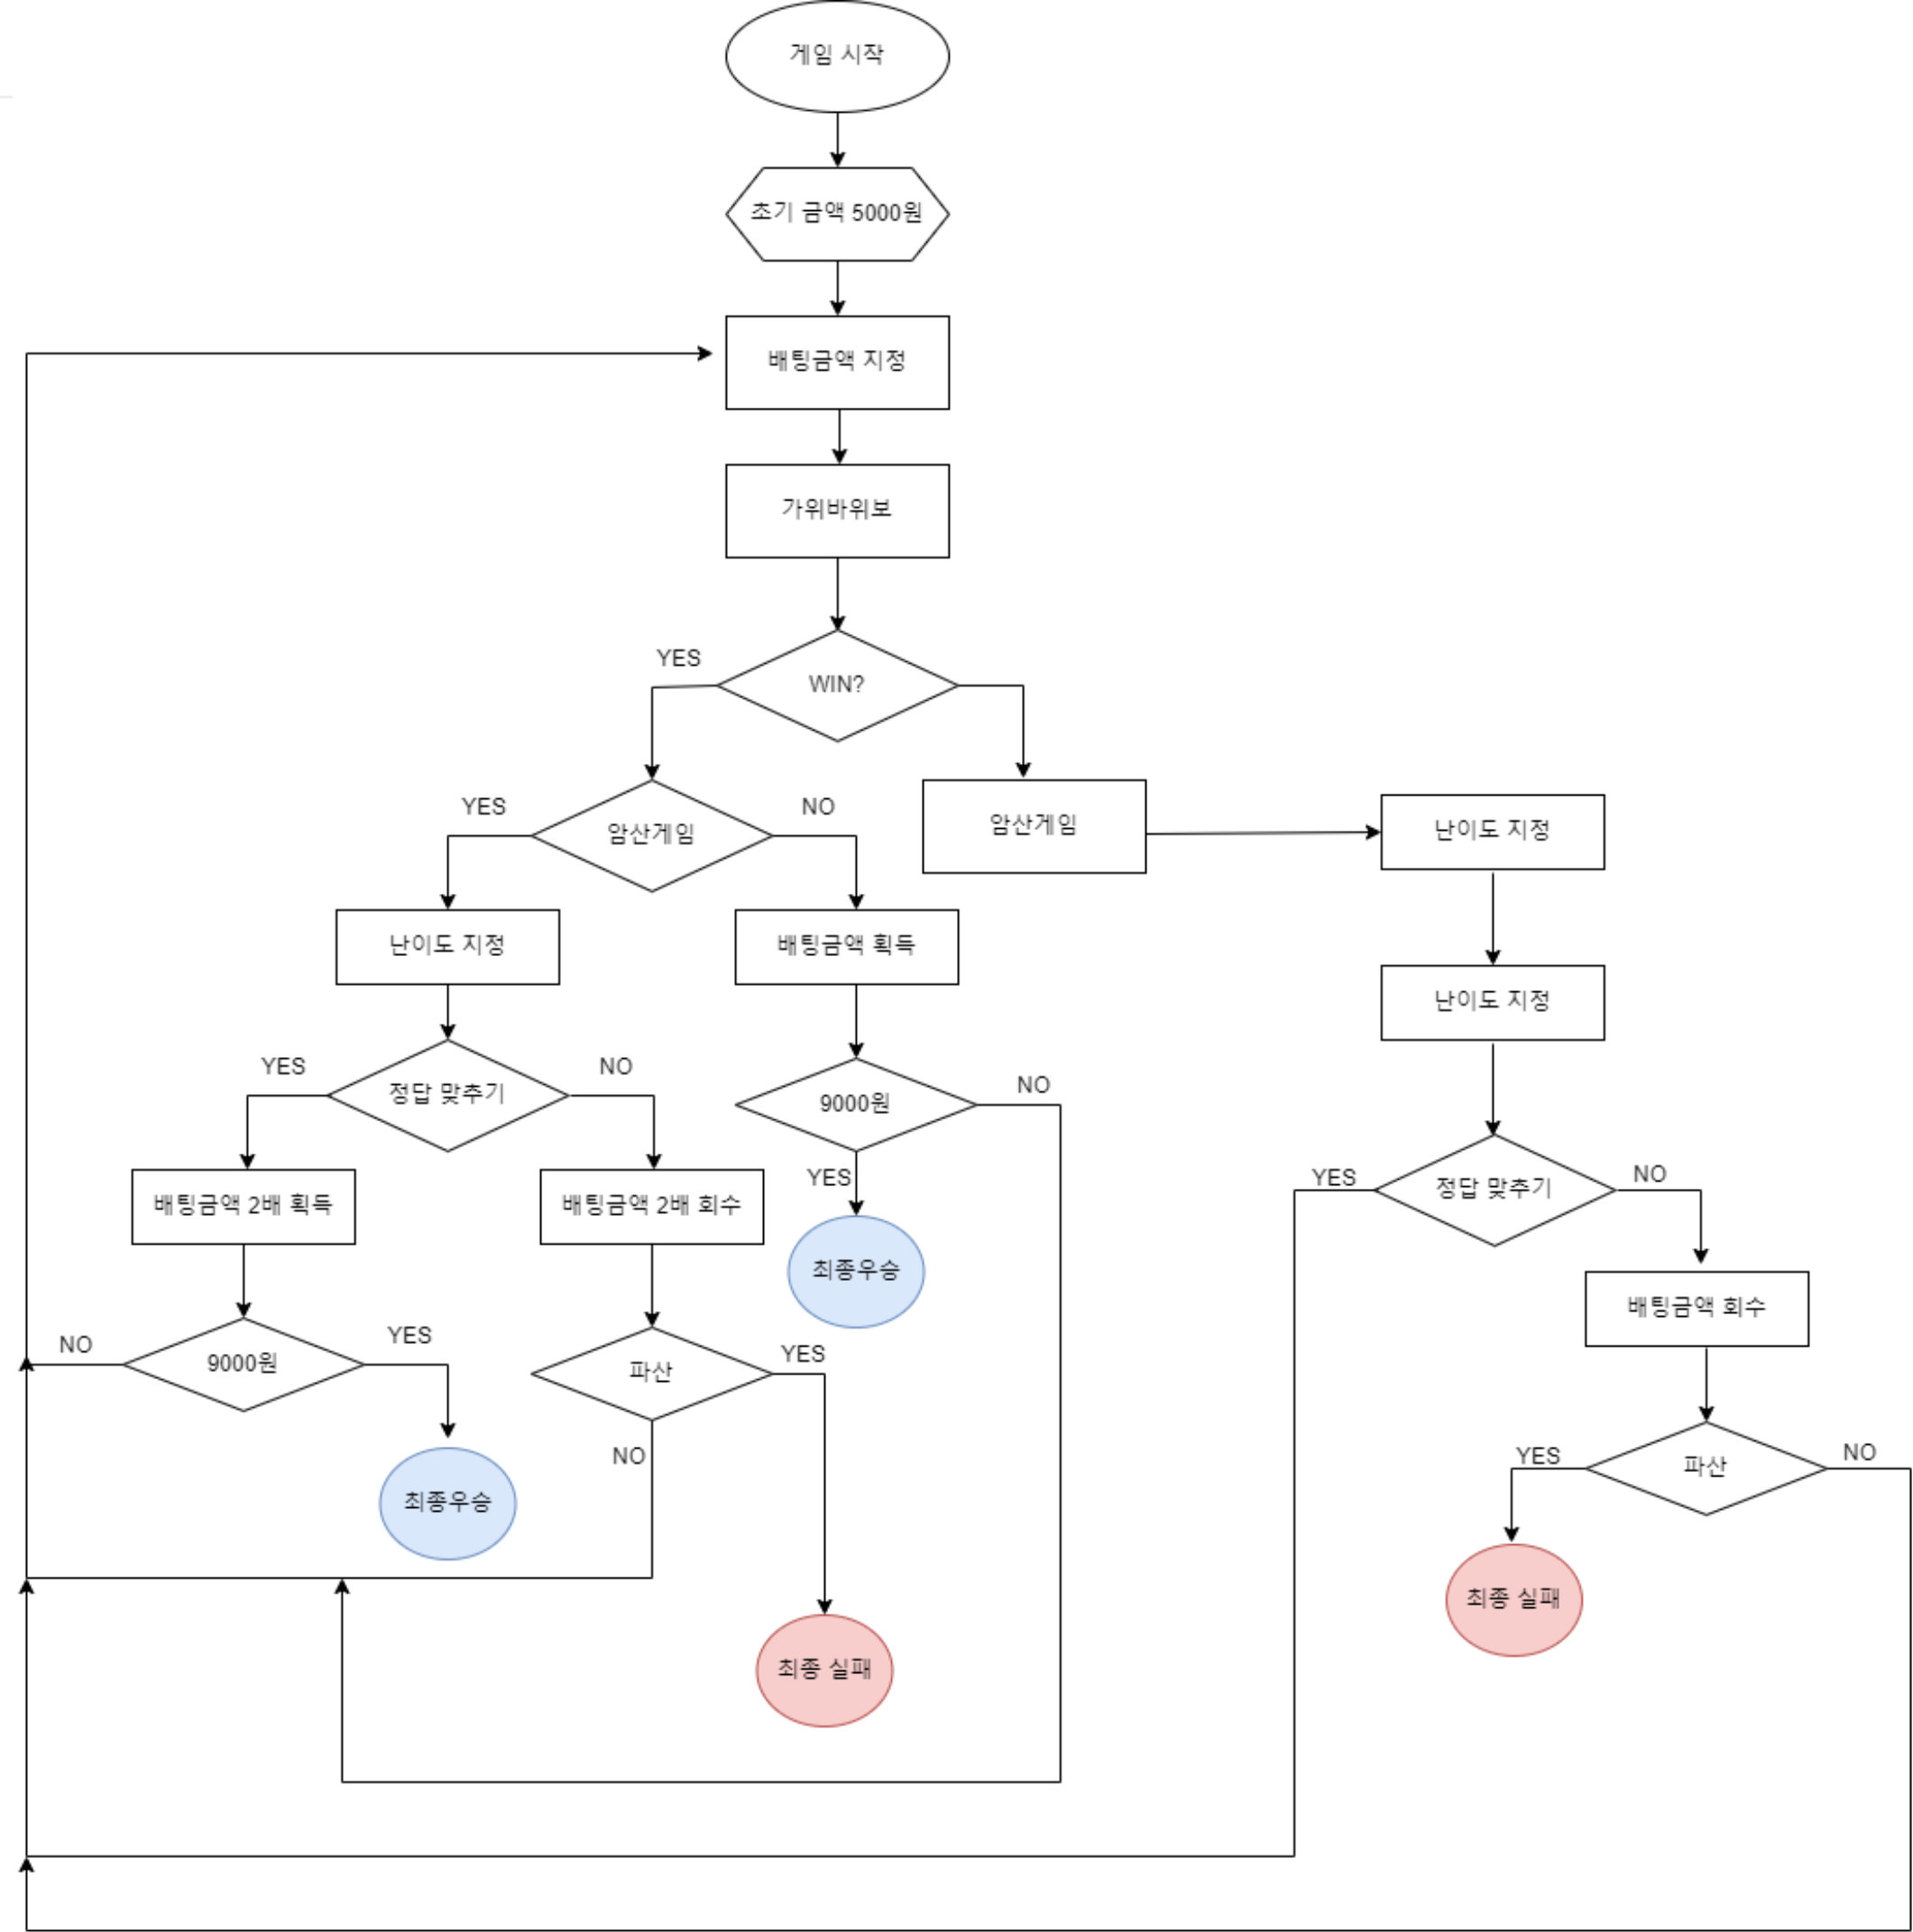 게임 시작
초기 금액 5000원
배팅금액 지정
가위바위보
WIN?
YES
암산게임
YES
NO
암산게임
난이도 지정
난이도 지정
배팅금액 획득
난이도 지정
정답 맞추기
YES
NO
9000원
NO
YES
정답 맞추기
YES
NO
배팅금액 2배 획득
배팅금액 2배 회수
최종우승
배팅금액 회수
9000원
NO
YES
파산
YES
NO
최종우승
파산
YES
NO
최종 실패
최종 실패